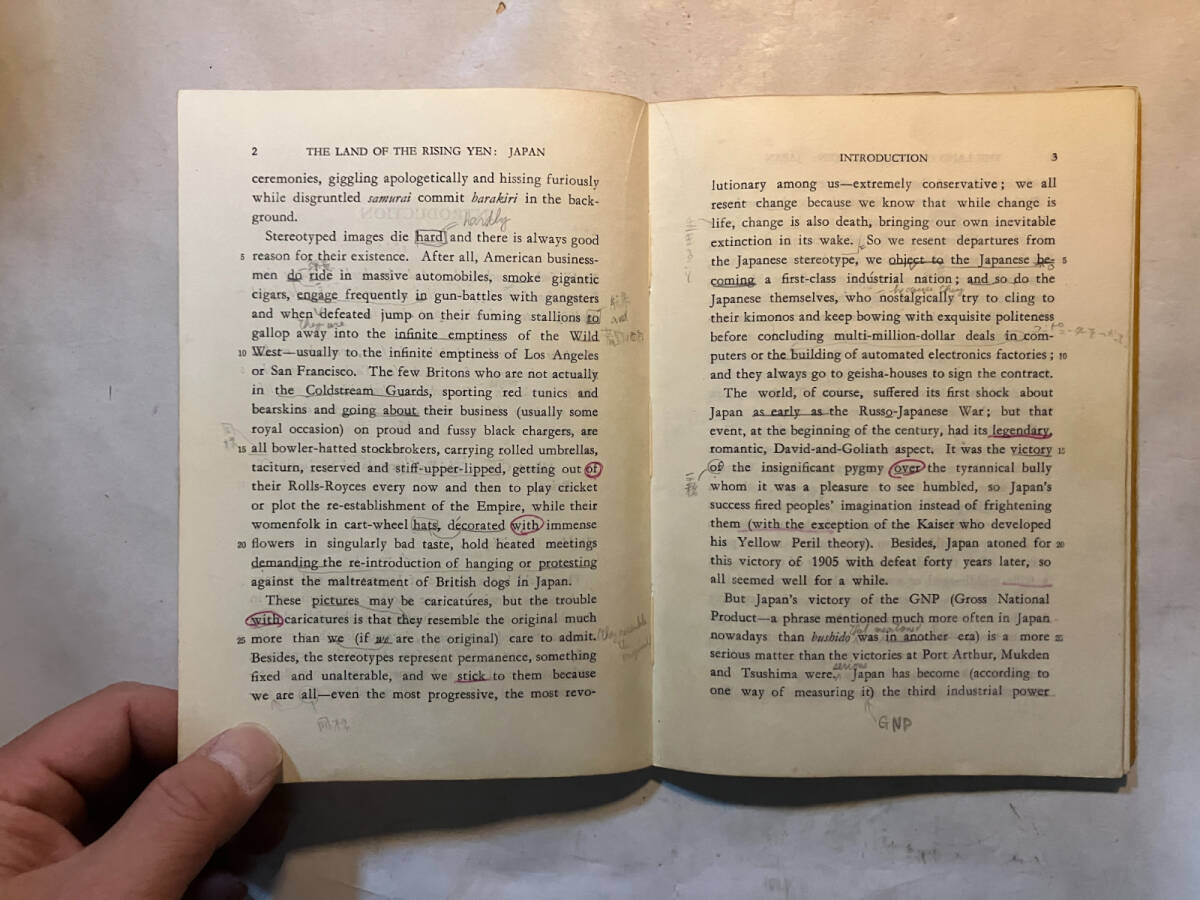 2 THE LAND OF THE RISING YEN: JAPAN
ceremonies, giggling apologetically and hissing furiously
while disgruntled samurai commit harakiri in the back-
ground.
hardly
Stereotyped images die hard and there is always good
5 reason for their existence. After all, American business-
men do ride in massive automobiles, smoke gigantic
cigars, engage frequently in gun-battles with gangsters
and when defeated jump on their fuming stallions to
they are
gallop away into the infinite emptiness of the Wild
10 West—usually to the infinite emptiness of Los Angeles
or San Francisco. The few Britons who are not actually
in the Coldstream Guards, sporting red tunics and
bearskins and going about their business (usually some
royal occasion) on proud and fussy black chargers, are
15 all bowler-hatted stockbrokers, carrying rolled umbrellas,
taciturn, reserved and stiff-upper-lipped, getting out of
their Rolls-Royces every now and then to play cricket
or plot the re-establishment of the Empire, while their
womenfolk in cart-wheel hats, decorated with immense
20 flowers in singularly bad taste, hold heated meetings
demanding the re-introduction of hanging or protesting
against the maltreatment of British dogs in Japan.
These pictures may be caricatures, but the trouble
with caricatures is that they resemble the original much
25 more than we (if we are the original) care to admit.
(they resemble the original)
Besides, the stereotypes represent permanence, something
fixed and unalterable, and we stick to them because
we are all—even the most progressive, the most revo-
同格
INTRODUCTION 3
lutionary among us—extremely conservative; we all
resent change because we know that while change is
life, change is also death, bringing our own inevitable
extinction in its wake. So we resent departures from
the Japanese stereotype, we object to the Japanese be- 5
coming a first-class industrial nation; and so do the
because they
Japanese themselves, who nostalgically try to cling to
their kimonos and keep bowing with exquisite politeness
before concluding multi-million-dollar deals in com-
puters or the building of automated electronics factories; 10
and they always go to geisha-houses to sign the contract.
The world, of course, suffered its first shock about
Japan as early as the Russo-Japanese War; but that
event, at the beginning of the century, had its legendary,
romantic, David-and-Goliath aspect. It was the victory 15
of the insignificant pygmy over the tyrannical bully
whom it was a pleasure to see humbled, so Japan's
success fired peoples' imagination instead of frightening
them (with the exception of the Kaiser who developed
his Yellow Peril theory). Besides, Japan atoned for 20
this victory of 1905 with defeat forty years later, so
all seemed well for a while.
But Japan's victory of the GNP (Gross National
Product—a phrase mentioned much more often in Japan
mentioned
nowadays than bushido was in another era) is a more 25
serious matter than the victories at Port Arthur, Mukden
serious
and Tsushima were. Japan has become (according to
one way of measuring it) the third industrial power
GNP